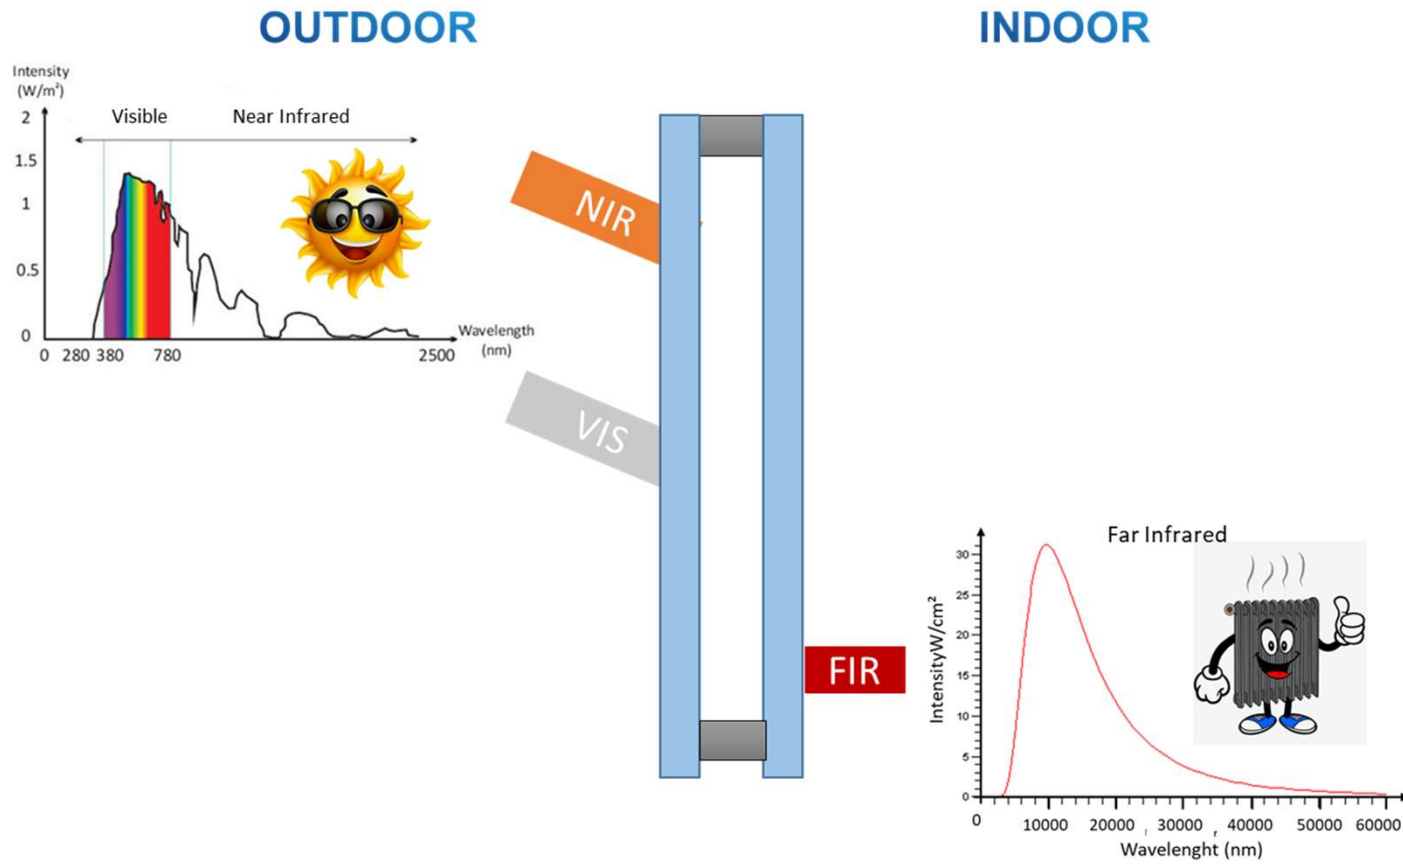 OUTDOOR
INDOOR
Intensity
(W/m²)
Visible
Near Infrared
2
1.5
1
0.5
0
Wavelength
(nm)
0 280 380 780 2500
NIR
VIS
FIR
Far Infrared
IntensityW/cm²
30
25
20
15
10
5
0
0 10000 20000 30000 40000 50000 60000
Wavelenght (nm)